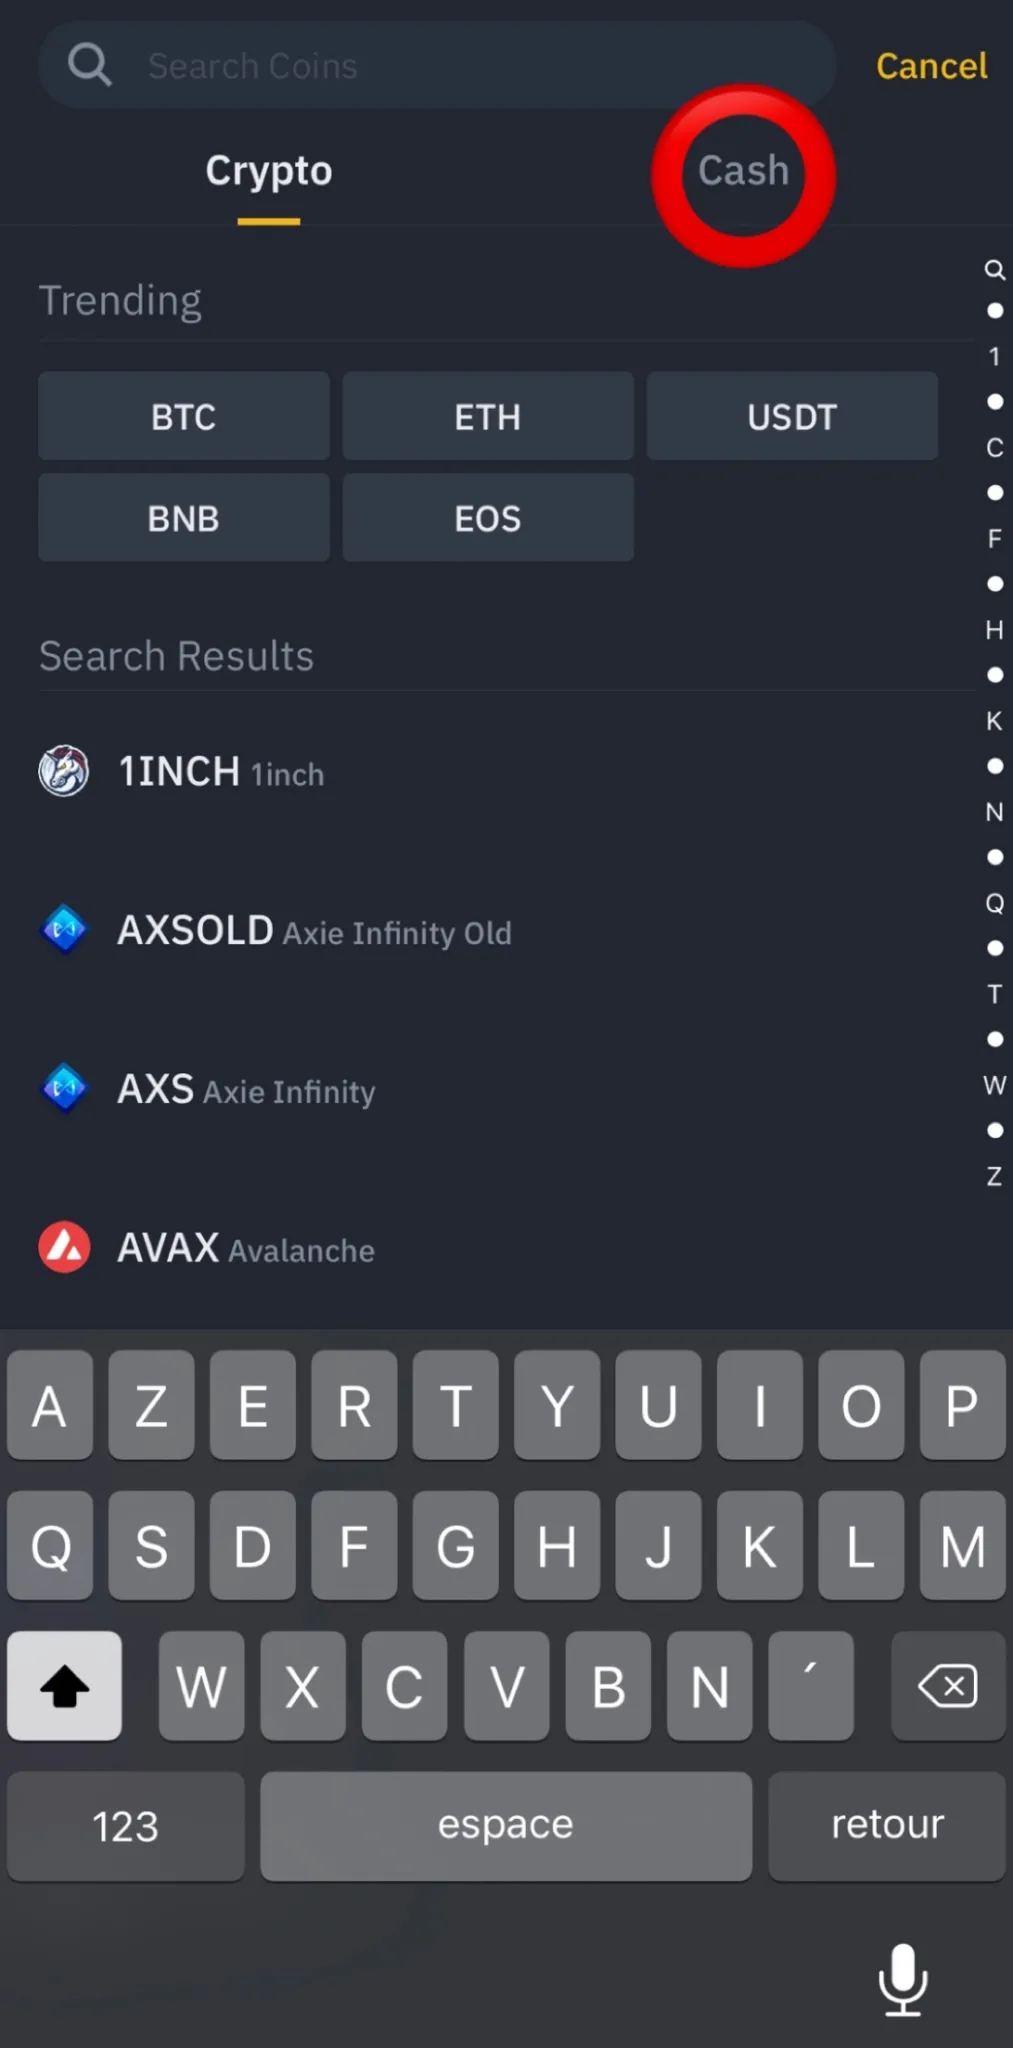 Search Coins
Cancel
Crypto
Cash
Trending
BTC ETH USDT
BNB EOS
Search Results
1INCH 1inch
AXSOLD Axie Infinity Old
AXS Axie Infinity
AVAX Avalanche
1
C
F
H
K
N
Q
T
W
Z
A Z E R T Y U I O P
Q S D F G H J K L M
W X C V B N ´
123 espace retour